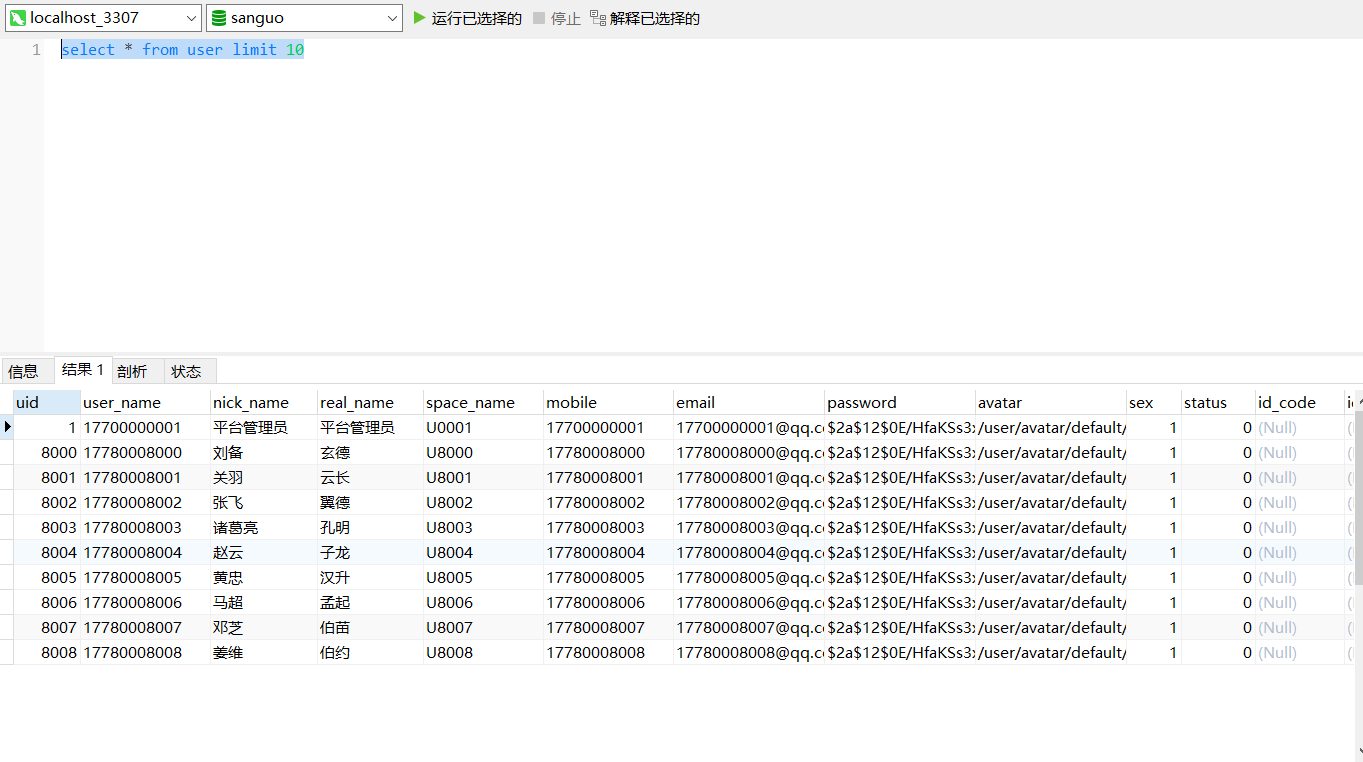 localhost_3307 sanguo 运行已选择的 停止 解释已选择的
1 select * from user limit 10
信息 结果 1 剖析 状态
uid user_name nick_name real_name space_name mobile email password avatar sex status id_code
1 17700000001 平台管理员 平台管理员 U0001 17700000001 17700000001@qq.c $2a$12$0E/HfaKSs3 /user/avatar/default/ 1 0 (Null)
8000 17780008000 刘备 玄德 U8000 17780008000 17780008000@qq.c $2a$12$0E/HfaKSs3 /user/avatar/default/ 1 0 (Null)
8001 17780008001 关羽 云长 U8001 17780008001 17780008001@qq.c $2a$12$0E/HfaKSs3 /user/avatar/default/ 1 0 (Null)
8002 17780008002 张飞 翼德 U8002 17780008002 17780008002@qq.c $2a$12$0E/HfaKSs3 /user/avatar/default/ 1 0 (Null)
8003 17780008003 诸葛亮 孔明 U8003 17780008003 17780008003@qq.c $2a$12$0E/HfaKSs3 /user/avatar/default/ 1 0 (Null)
8004 17780008004 赵云 子龙 U8004 17780008004 17780008004@qq.c $2a$12$0E/HfaKSs3 /user/avatar/default/ 1 0 (Null)
8005 17780008005 黄忠 汉升 U8005 17780008005 17780008005@qq.c $2a$12$0E/HfaKSs3 /user/avatar/default/ 1 0 (Null)
8006 17780008006 马超 孟起 U8006 17780008006 17780008006@qq.c $2a$12$0E/HfaKSs3 /user/avatar/default/ 1 0 (Null)
8007 17780008007 邓芝 伯苗 U8007 17780008007 17780008007@qq.c $2a$12$0E/HfaKSs3 /user/avatar/default/ 1 0 (Null)
8008 17780008008 姜维 伯约 U8008 17780008008 17780008008@qq.c $2a$12$0E/HfaKSs3 /user/avatar/default/ 1 0 (Null)